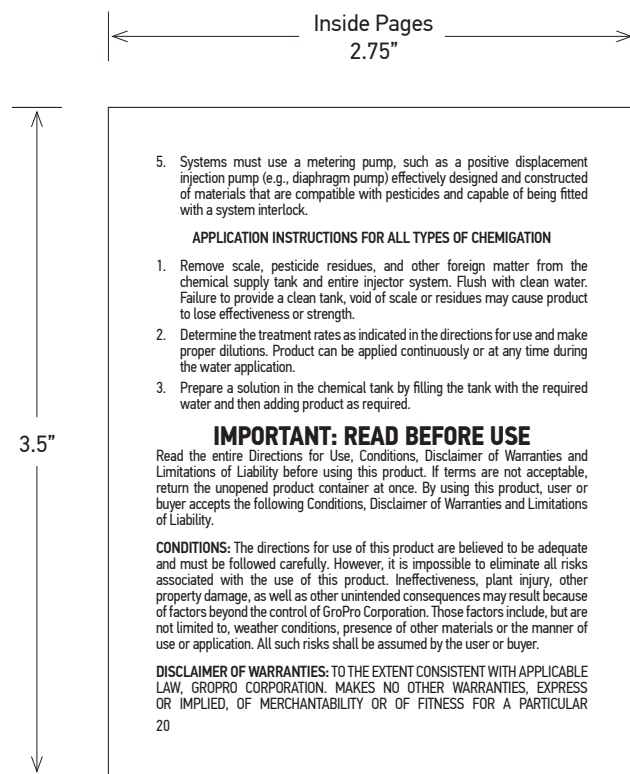 Inside Pages
2.75”
3.5”
5. Systems must use a metering pump, such as a positive displacement
injection pump (e.g., diaphragm pump) effectively designed and constructed
of materials that are compatible with pesticides and capable of being fitted
with a system interlock.
APPLICATION INSTRUCTIONS FOR ALL TYPES OF CHEMIGATION
1. Remove scale, pesticide residues, and other foreign matter from the
chemical supply tank and entire injector system. Flush with clean water.
Failure to provide a clean tank, void of scale or residues may cause product
to lose effectiveness or strength.
2. Determine the treatment rates as indicated in the directions for use and make
proper dilutions. Product can be applied continuously or at any time during
the water application.
3. Prepare a solution in the chemical tank by filling the tank with the required
water and then adding product as required.
IMPORTANT: READ BEFORE USE
Read the entire Directions for Use, Conditions, Disclaimer of Warranties and
Limitations of Liability before using this product. If terms are not acceptable,
return the unopened product container at once. By using this product, user or
buyer accepts the following Conditions, Disclaimer of Warranties and Limitations
of Liability.
CONDITIONS: The directions for use of this product are believed to be adequate
and must be followed carefully. However, it is impossible to eliminate all risks
associated with the use of this product. Ineffectiveness, plant injury, other
property damage, as well as other unintended consequences may result because
of factors beyond the control of GroPro Corporation. Those factors include, but are
not limited to, weather conditions, presence of other materials or the manner of
use or application. All such risks shall be assumed by the user or buyer.
DISCLAIMER OF WARRANTIES: TO THE EXTENT CONSISTENT WITH APPLICABLE
LAW, GROPRO CORPORATION. MAKES NO OTHER WARRANTIES, EXPRESS
OR IMPLIED, OF MERCHANTABILITY OR OF FITNESS FOR A PARTICULAR
20